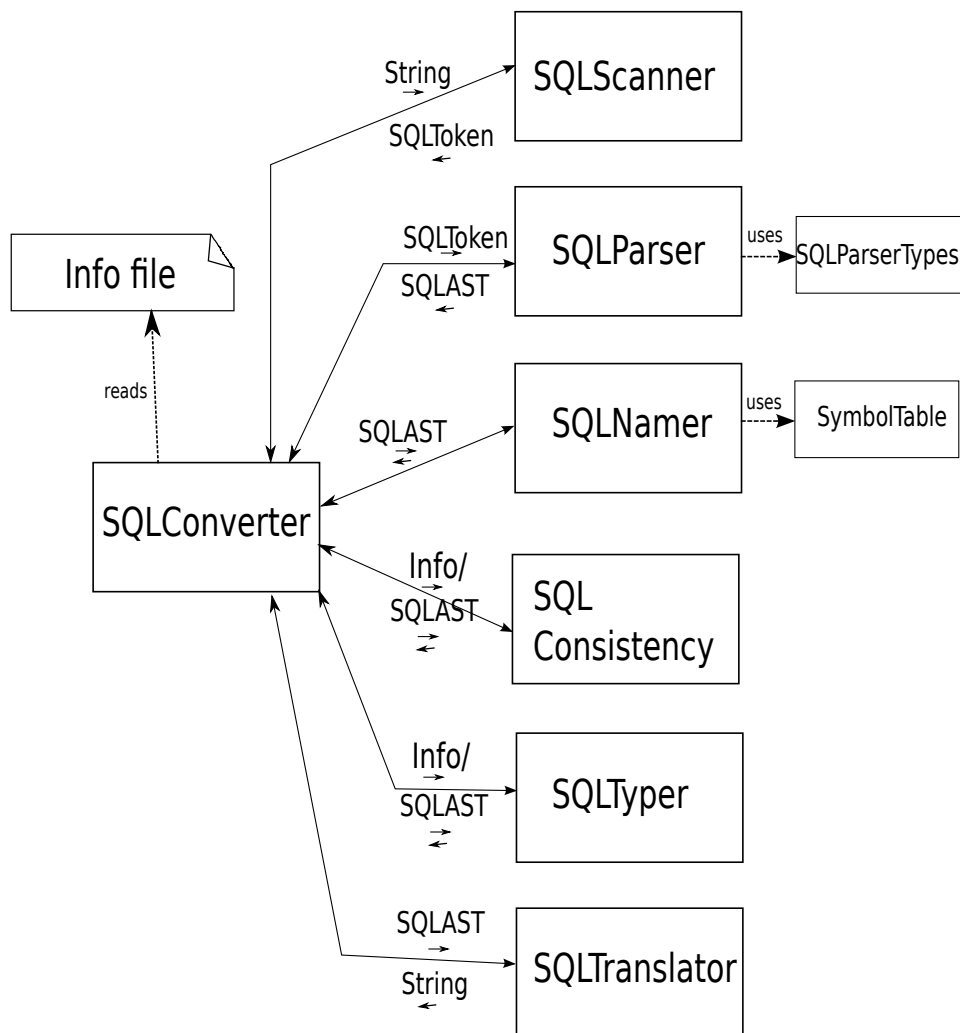 String
SQLScanner
SQLToken
SQLToken
SQLParser
uses
SQLParserTypes
SQLAST
Info file
reads
SQLAST
SQLNamer
uses
SymbolTable
SQLConverter
Info/
SQLAST
SQL
Consistency
Info/
SQLAST
SQLTyper
SQLAST
SQLTranslator
String